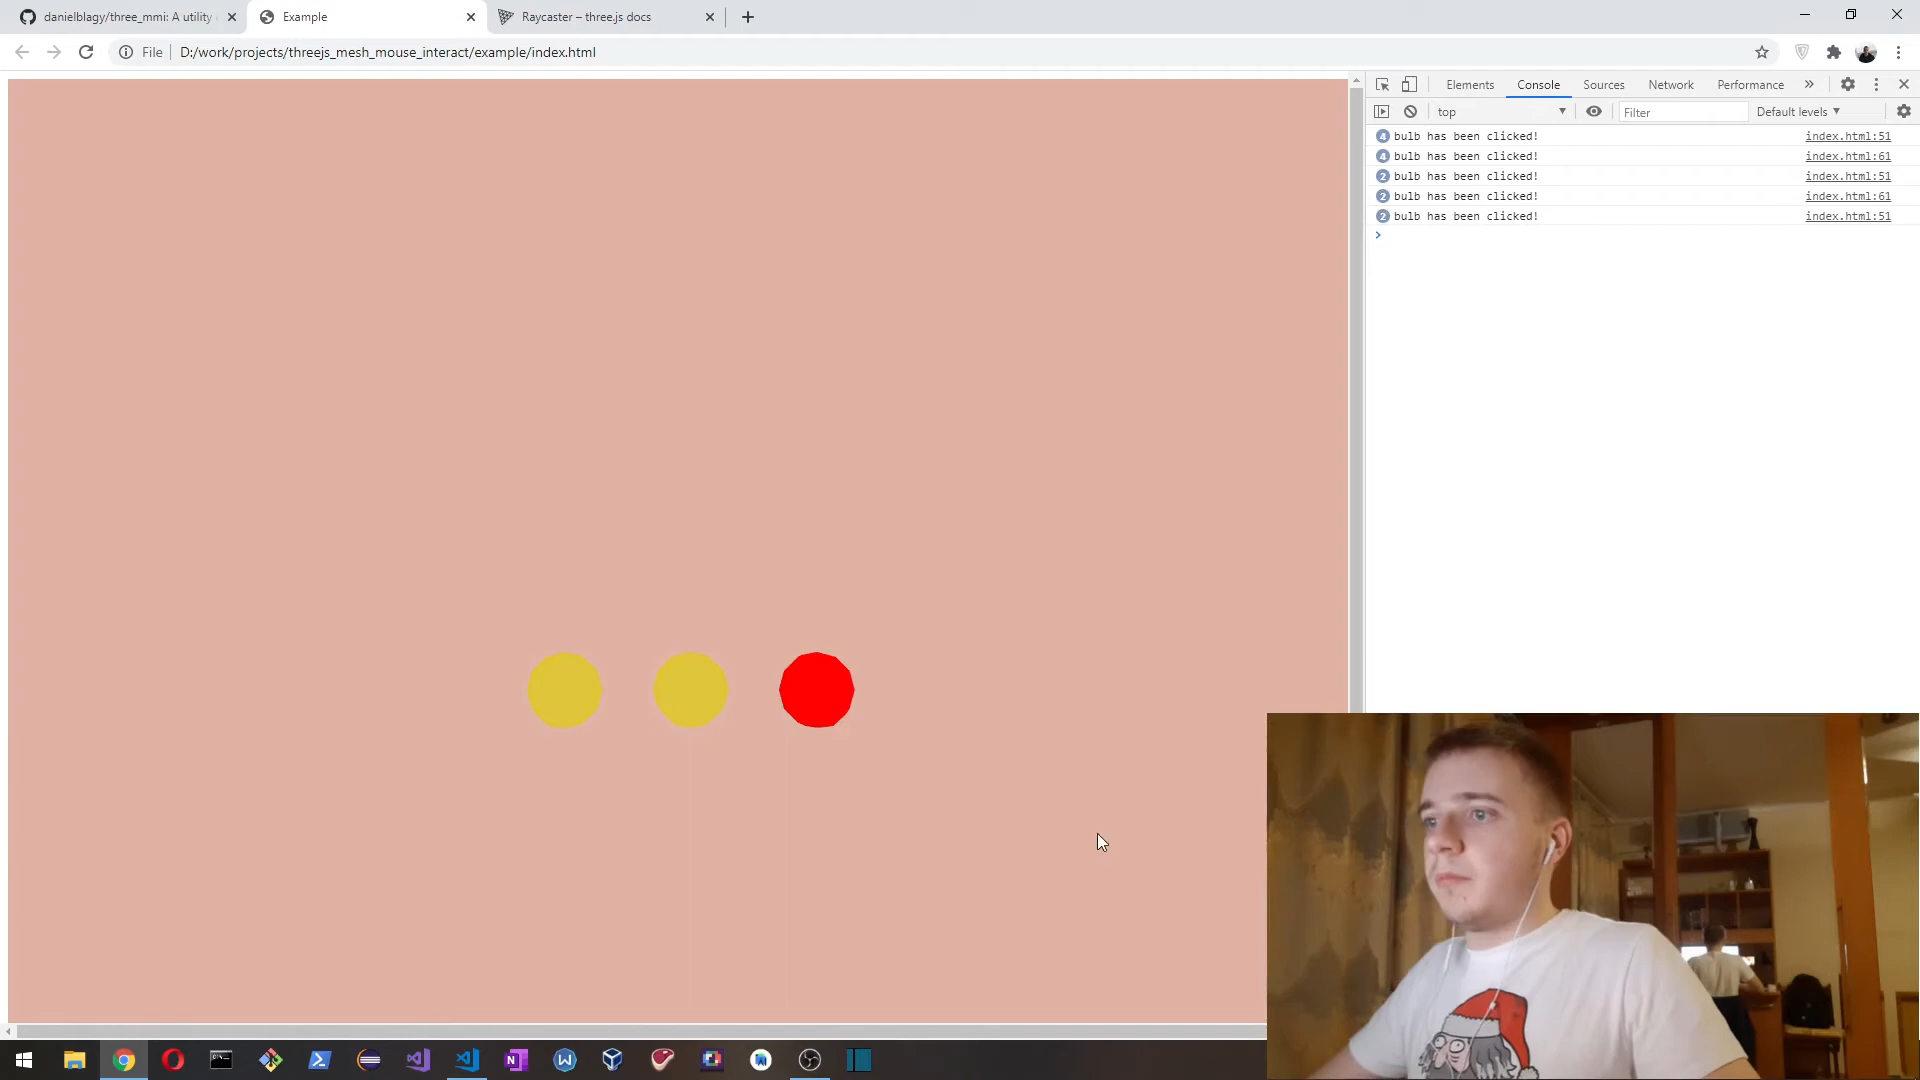 danielblagy/three_mmi: A utility
Example
Raycaster – three.js docs
File
D:/work/projects/threejs_mesh_mouse_interact/example/index.html
Elements
Console
Sources
Network
Performance
top
Filter
Default levels
4 bulb has been clicked! index.html:51
4 bulb has been clicked! index.html:61
2 bulb has been clicked! index.html:51
2 bulb has been clicked! index.html:61
2 bulb has been clicked! index.html:51